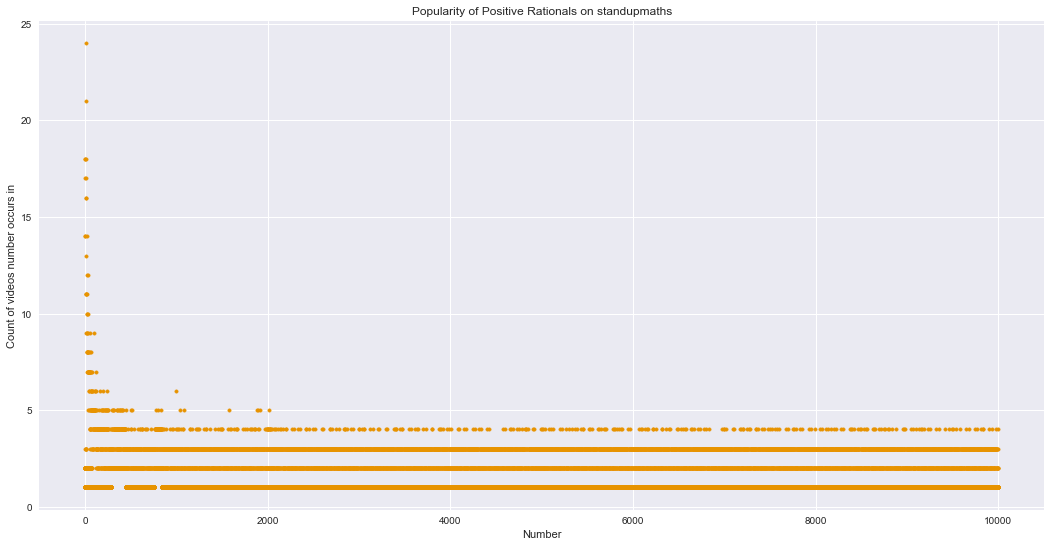 Popularity of Positive Rationals on standupmaths
Count of videos number occurs in
25
20
15
10
5
0
0 2000 4000 6000 8000 10000
Number